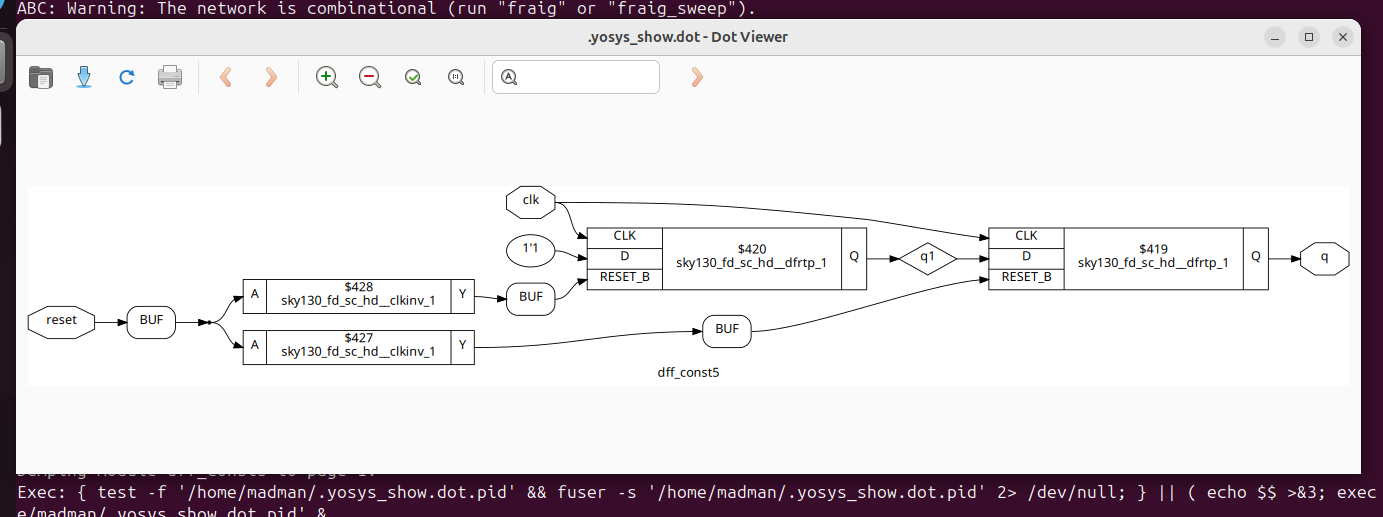 ABC: Warning: The network is combinational (run "fraig" or "fraig_sweep").
.yosys_show.dot - Dot Viewer
clk
CLK
$420
CLK
$419
1'1
D
sky130_fd_sc_hd__dfrtp_1
Q
q1
D
sky130_fd_sc_hd__dfrtp_1
Q
q
RESET_B
RESET_B
A
$428
sky130_fd_sc_hd__clkinv_1
Y
BUF
reset
BUF
A
$427
sky130_fd_sc_hd__clkinv_1
Y
BUF
dff_const5
Exec: { test -f '/home/madman/.yosys_show.dot.pid' && fuser -s '/home/madman/.yosys_show.dot.pid' 2> /dev/null; } || ( echo $$ >&3; exec
e/madman/.yosys_show.dot.pid' &